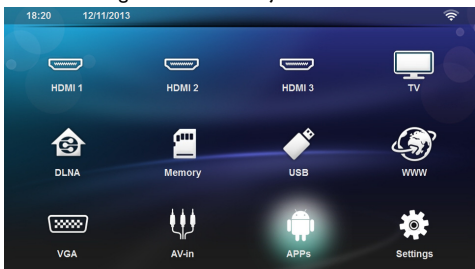 18:20 12/11/2013
HDMI 1 HDMI 2 HDMI 3 TV
DLNA Memory USB WWW
VGA AV-in APPs Settings